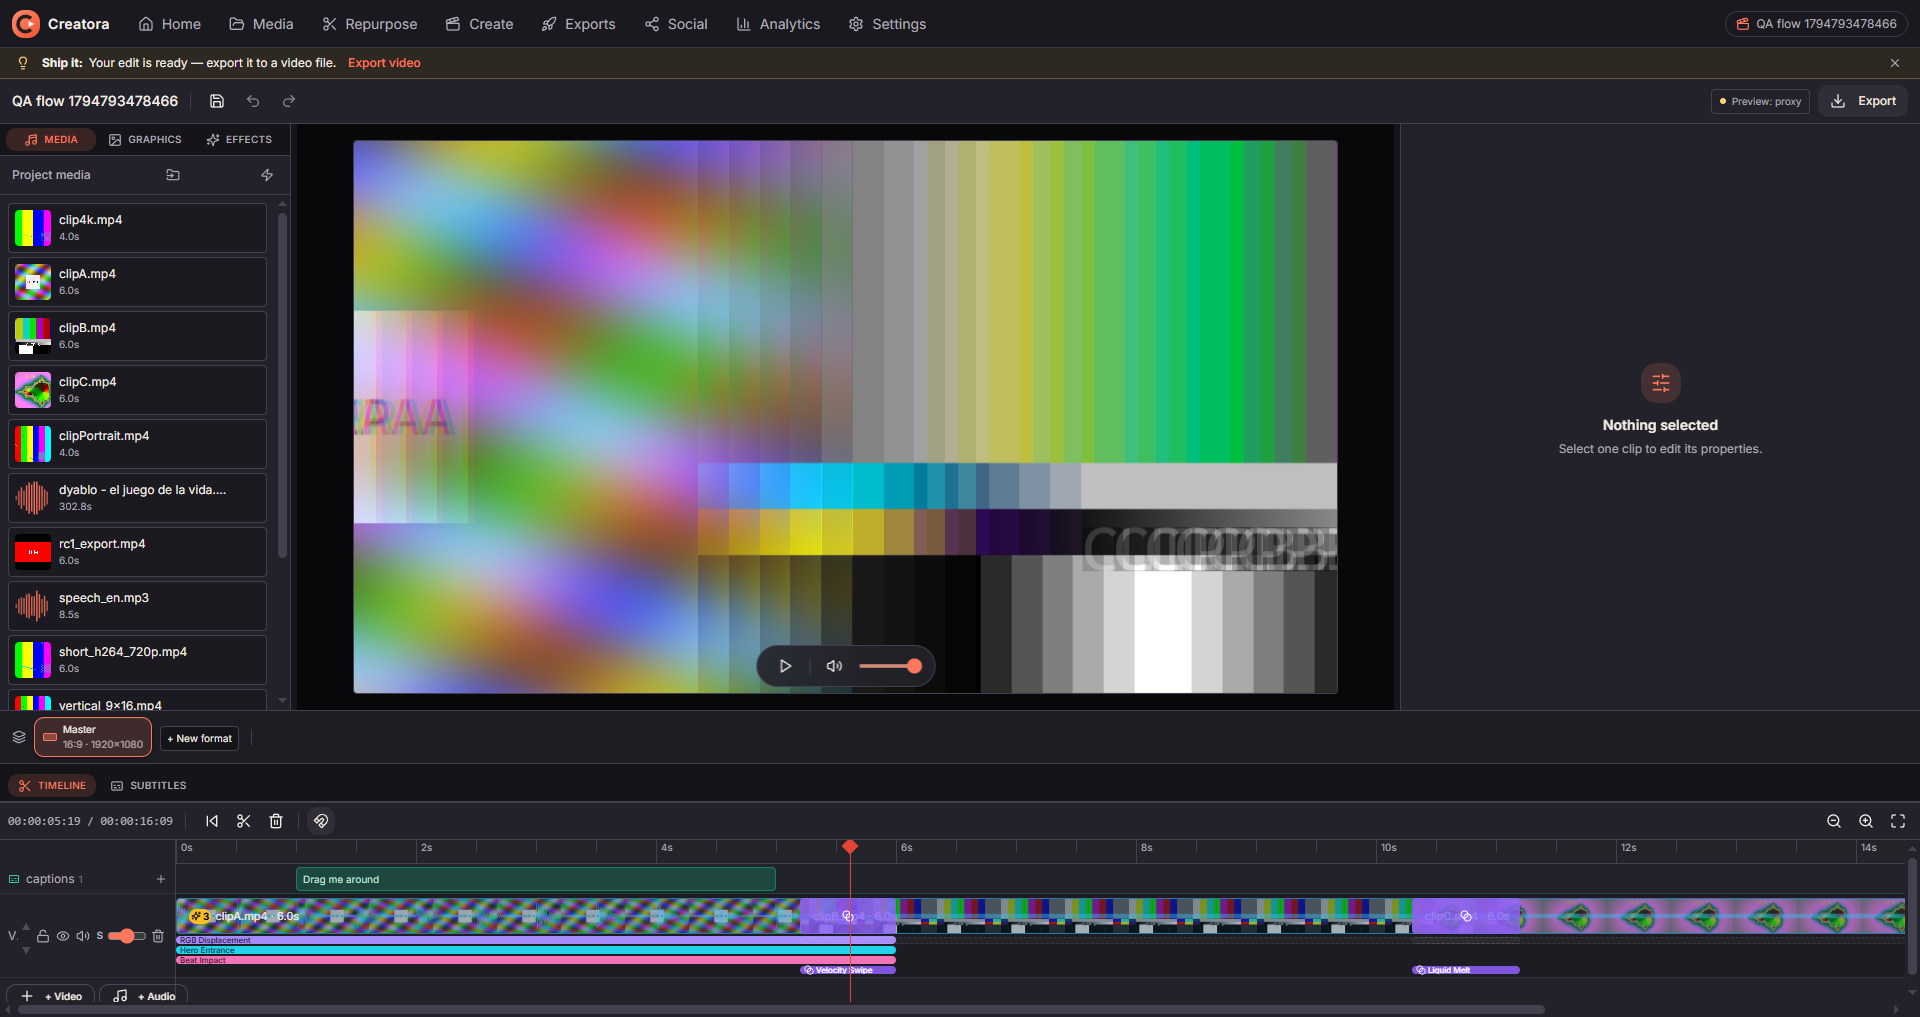 Creatora
Home
Media
Repurpose
Create
Exports
Social
Analytics
Settings
QA flow 1794793478466
Ship it: Your edit is ready — export it to a video file. Export video
QA flow 1794793478466
Preview: proxy
Export
MEDIA
GRAPHICS
EFFECTS
Project media
clip4k.mp4
4.0s
clipA.mp4
6.0s
clipB.mp4
6.0s
clipC.mp4
6.0s
clipPortrait.mp4
4.0s
dyablo - el juego de la vida....
302.8s
rc1_export.mp4
6.0s
speech_en.mp3
8.5s
short_h264_720p.mp4
6.0s
vertical_9x16.mp4
Nothing selected
Select one clip to edit its properties.
Master
16:9 · 1920×1080
+ New format
TIMELINE
SUBTITLES
00:00:05:19 / 00:00:16:09
0s
2s
4s
6s
8s
10s
12s
14s
captions 1
Drag me around
V.
S
3 clipA.mp4 · 6.0s
clipC.mp4 · 6.0s
RGB Displacement
Hero Entrance
Beat Impact
Velocity Swipe
Liquid Melt
+ Video
+ Audio